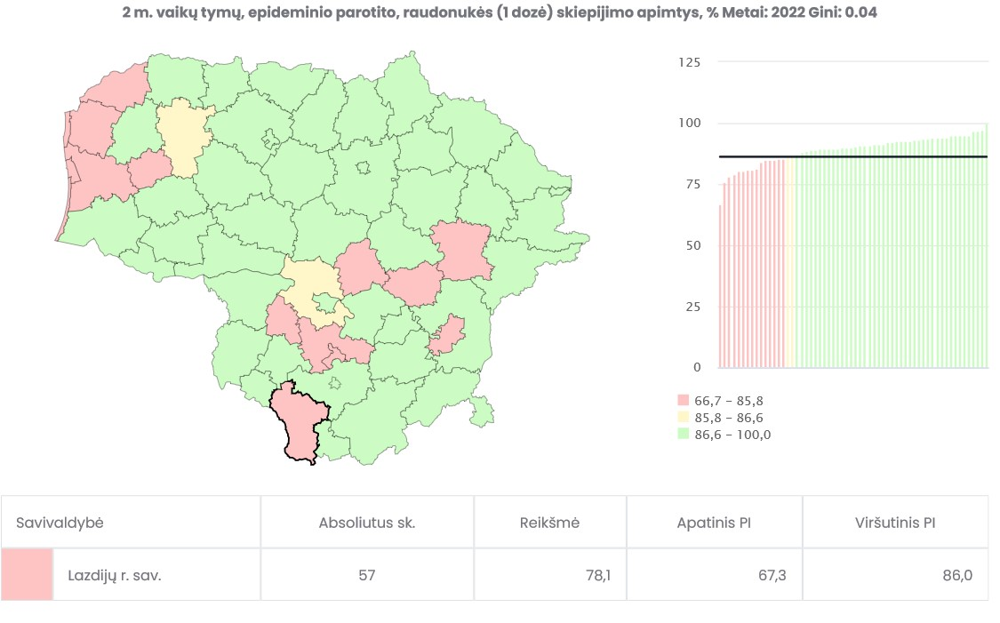 2 m. vaikų tymų, epideminio parotito, raudonukės (1 dozė) skiepijimo apimtys, % Metai: 2022 Gini: 0.04
125
100
75
50
25
0
66,7 – 85,8
85,8 – 86,6
86,6 – 100,0
Savivaldybė Absoliutus sk. Reikšmė Apatinis PI Viršutinis PI
Lazdijų r. sav. 57 78,1 67,3 86,0